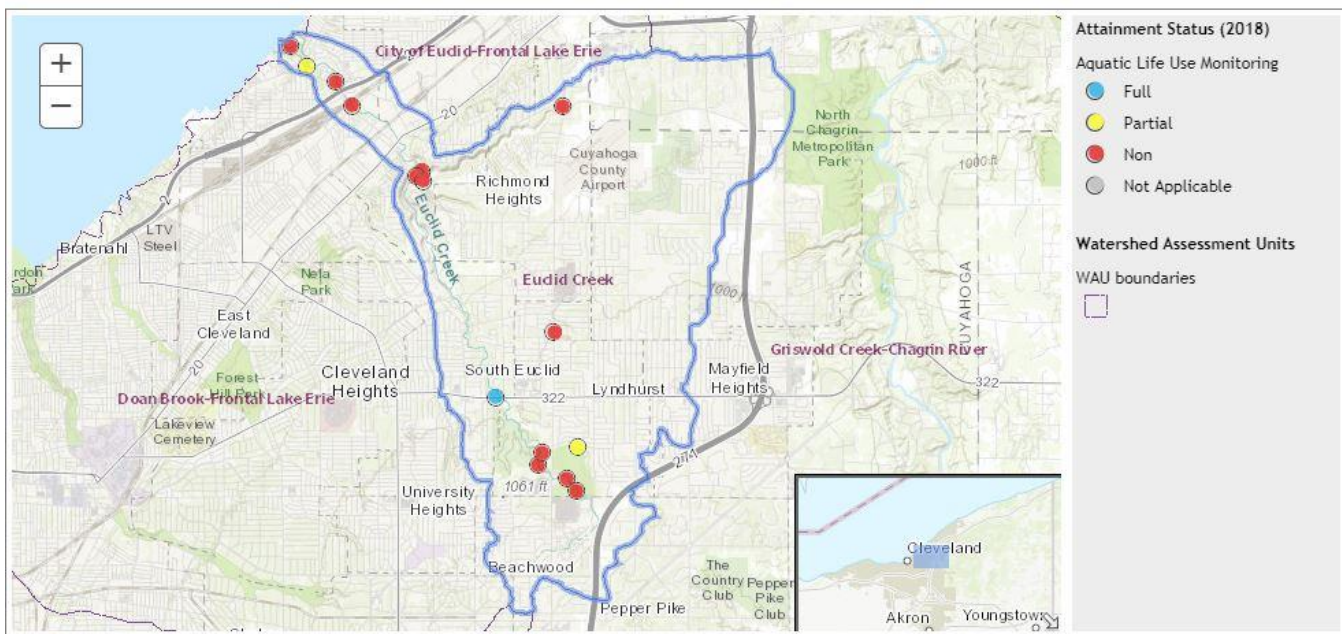 +
−
City of Euclid-Frontal Lake Erie
2
20
North
Chagrin
Metropolitan
Park
1000 ft
Cuyahoga
County
Airport
Richmond
Heights
Euclid Creek
LTV
Steel
Bratenahl
2
Nela
Park
Euclid Creek
1000 ft
CUYAHOGA
East
Cleveland
20
Griswold Creek-Chagrin River
Cleveland
Heights
South Euclid
Lyndhurst
Mayfield
Heights
322
322
Forest
Hill Park
Doan Brook-Frontal Lake Erie
Lakeview
Cemetery
271
1061 ft
University
Heights
Beachwood
The
Country
Club
Pepper
Pike
Club
Pepper Pike
Cleveland
Akron
Youngstown
Attainment Status (2018)
Aquatic Life Use Monitoring
Full
Partial
Non
Not Applicable
Watershed Assessment Units
WAU boundaries